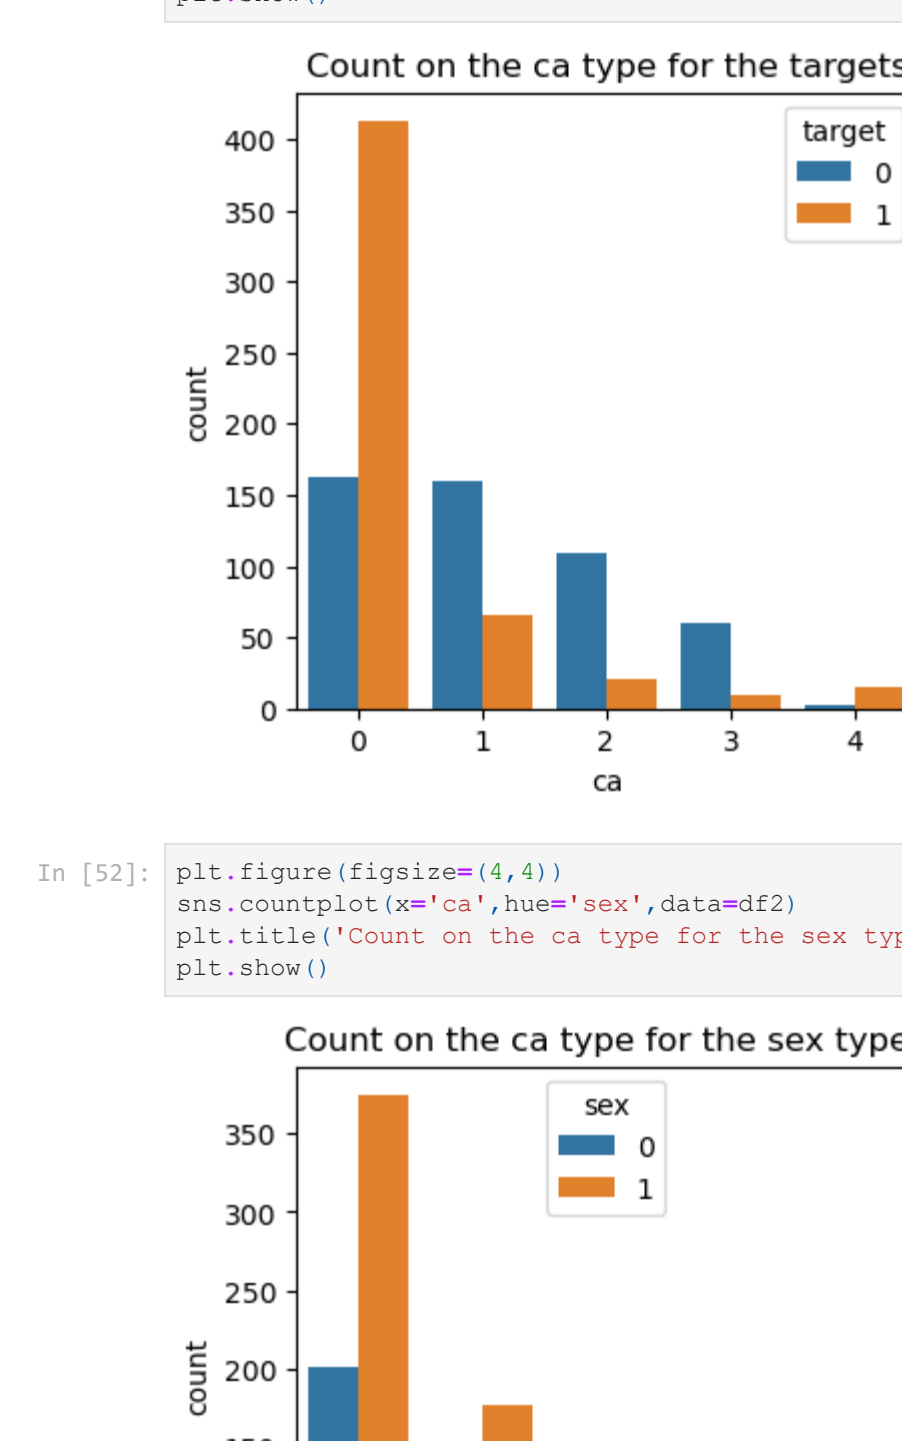 plt.show()
Count on the ca type for the targets
target
0
1
400
350
300
250
200
150
100
50
0
count
0 1 2 3 4
ca
In [52]:
plt.figure(figsize=(4,4))
sns.countplot(x='ca',hue='sex',data=df2)
plt.title('Count on the ca type for the sex typ
plt.show()
Count on the ca type for the sex type
sex
0
1
350
300
250
200
count